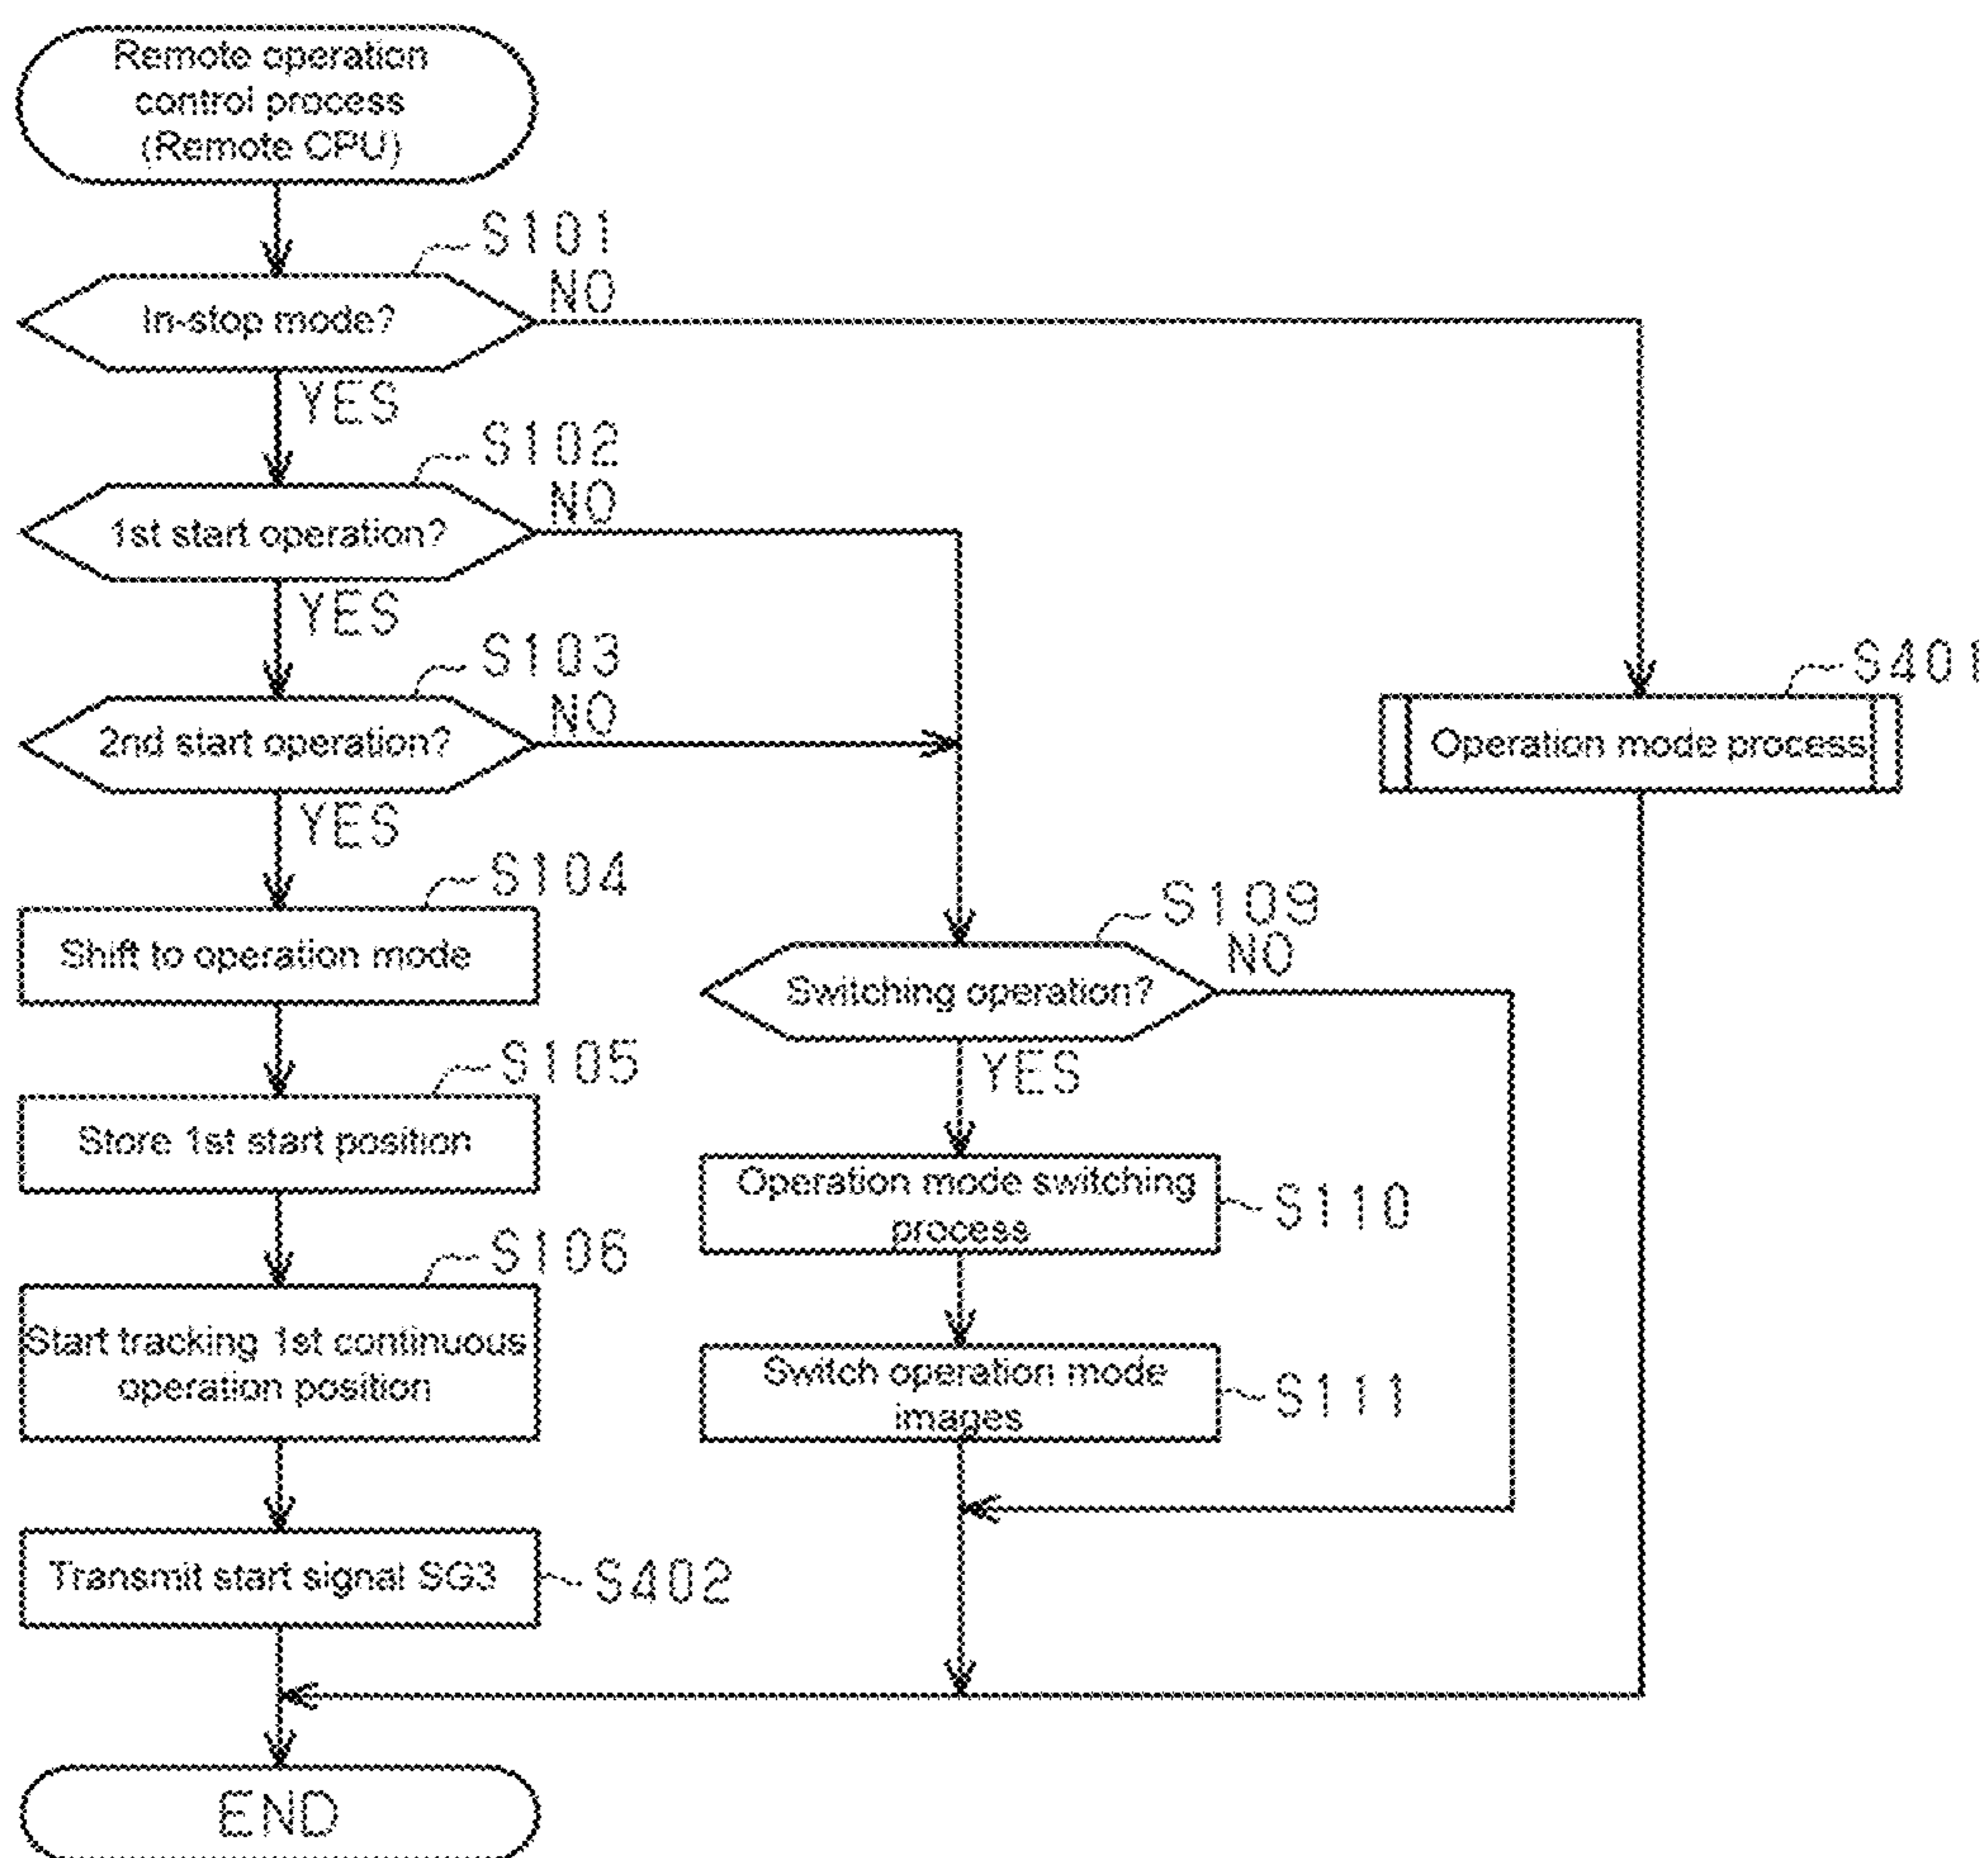 Remote operation
control process
(Remote CPU)
S101
In-stop mode?
NO
YES
S102
1st start operation?
NO
YES
S103
2nd start operation?
NO
YES
S401
Operation mode process
S104
Shift to operation mode
S109
Switching operation?
NO
YES
S105
Store 1st start position
Operation mode switching
process
S110
S106
Start tracking 1st continuous
operation position
Switch operation mode
images
S111
Transmit start signal SG3
S402
END